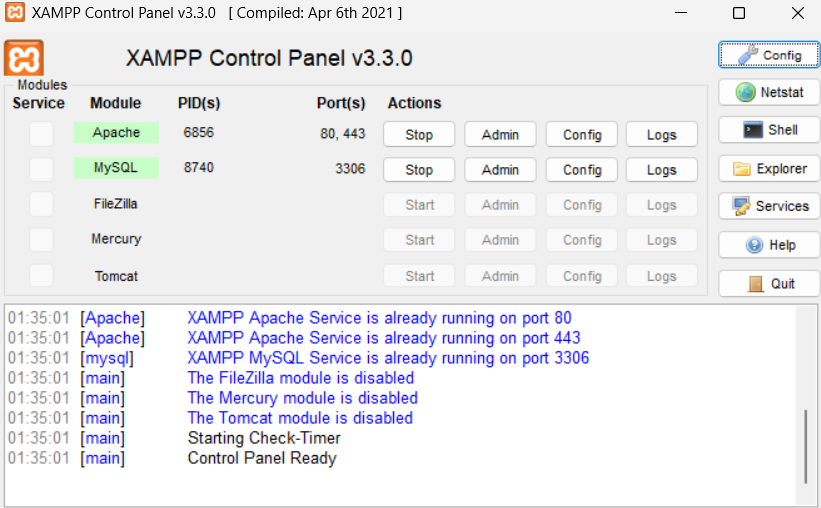 XAMPP Control Panel v3.3.0 [ Compiled: Apr 6th 2021 ]
XAMPP Control Panel v3.3.0
Config
Modules
Service Module PID(s) Port(s) Actions
Netstat
Apache 6856 80, 443 Stop Admin Config Logs
Shell
MySQL 8740 3306 Stop Admin Config Logs
Explorer
FileZilla Start Admin Config Logs
Services
Mercury Start Admin Config Logs
Help
Tomcat Start Admin Config Logs
Quit
01:35:01 [Apache] XAMPP Apache Service is already running on port 80
01:35:01 [Apache] XAMPP Apache Service is already running on port 443
01:35:01 [mysql] XAMPP MySQL Service is already running on port 3306
01:35:01 [main] The FileZilla module is disabled
01:35:01 [main] The Mercury module is disabled
01:35:01 [main] The Tomcat module is disabled
01:35:01 [main] Starting Check-Timer
01:35:01 [main] Control Panel Ready